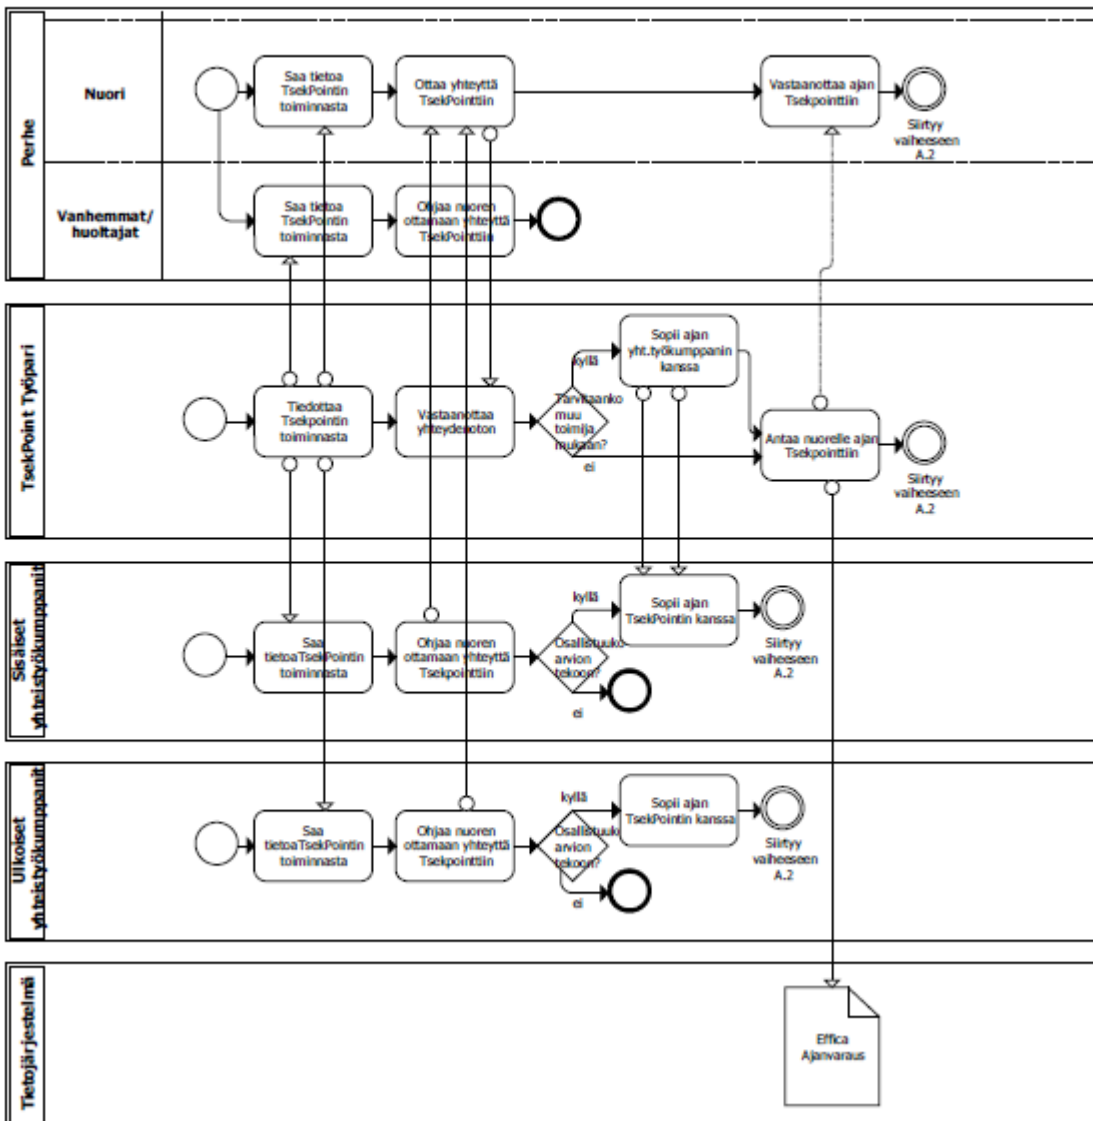 Perhe
Nuori
Saa tietoa
TsekPointin
toiminnasta
Ottaa yhteyttä
TsekPointtiin
Vastaanottaa ajan
Tsekpointtiin
Siirtyy
vaiheeseen
A.2
Vanhemmat/
huoltajat
Saa tietoa
TsekPointin
toiminnasta
Ohjaa nuoren
ottamaan yhteyttä
TsekPointtiin
TsekPoint Työpari
Tiedottaa
Tsekpointin
toiminnasta
Vastaanottaa
yhteydenoton
Tarvitaanko
muu
toimija
mukaan?
kyllä
ei
Sopii ajan
yht.työkumppanin
kanssa
Antaa nuorelle ajan
Tsekpointtiin
Siirtyy
vaiheeseen
A.2
Sisäiset
yhteistyökumppanit
Saa
tietoaTsekPointin
toiminnasta
Ohjaa nuoren
ottamaan yhteyttä
Tsekpointtiin
Osallistuuko
arvion
tekoon?
kyllä
ei
Sopii ajan
TsekPointin kanssa
Siirtyy
vaiheeseen
A.2
Ulkoiset
yhteistyökumppanit
Saa
tietoaTsekPointin
toiminnasta
Ohjaa nuoren
ottamaan yhteyttä
Tsekpointtiin
Osallistuuko
arvion
tekoon?
kyllä
ei
Sopii ajan
TsekPointin kanssa
Siirtyy
vaiheeseen
A.2
Tietojärjestelmä
Effica
Ajanvaraus